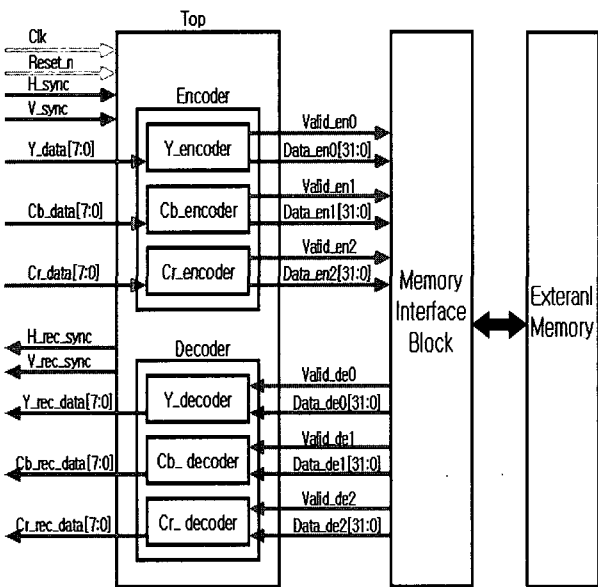 Top
Clk
Reset_n
H_sync
V_sync
Encoder
Y_data[7:0]
Y_encoder
Valid_en0
Data_en0[31:0]
Cb_data[7:0]
Cb_encoder
Valid_en1
Data_en1[31:0]
Cr_data[7:0]
Cr_encoder
Valid_en2
Data_en2[31:0]
Memory
Interface
Block
Exteranl
Memory
H_rec_sync
V_rec_sync
Decoder
Y_rec_data[7:0]
Y_decoder
Valid_de0
Data_de0[31:0]
Cb_rec_data[7:0]
Cb_ decoder
Valid_de1
Data_de1[31:0]
Cr_rec_data[7:0]
Cr_ decoder
Valid_de2
Data_de2[31:0]